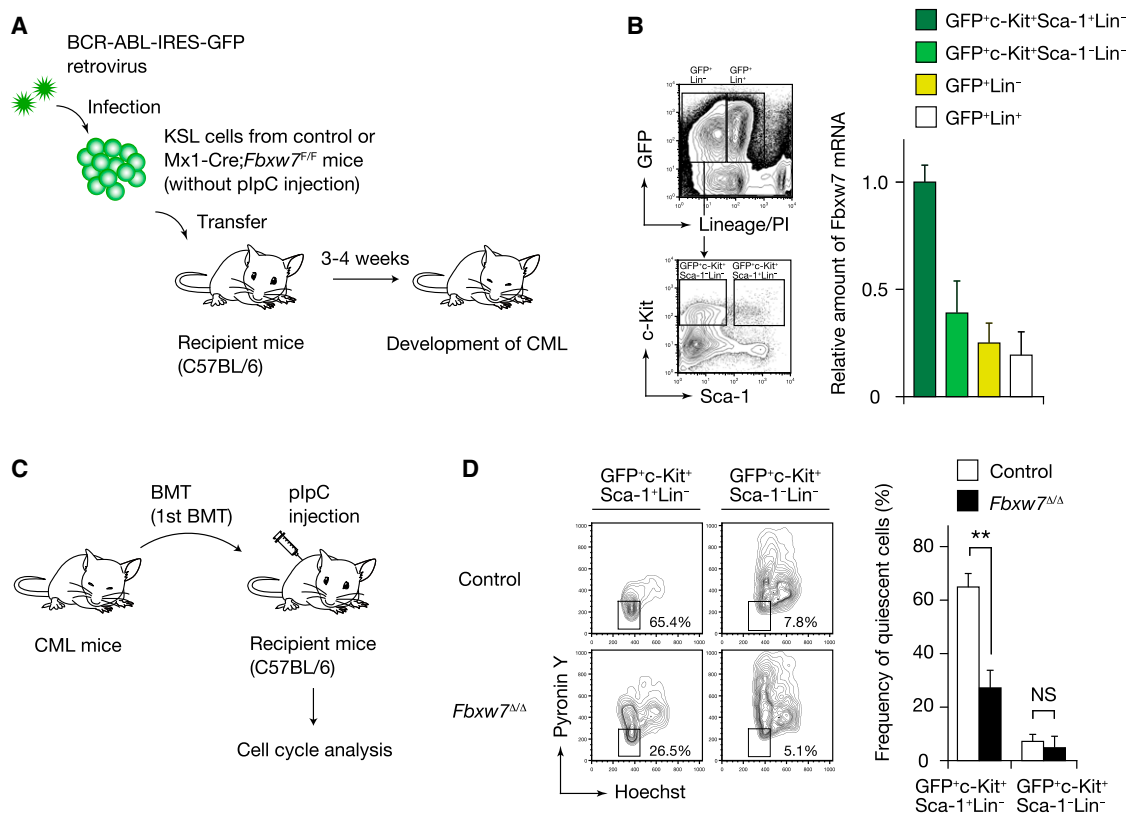 A
BCR-ABL-IRES-GFP
retrovirus
Infection
KSL cells from control or
Mx1-Cre;Fbxw7F/F mice
(without pIpC injection)
Transfer
3-4 weeks
Recipient mice
(C57BL/6)
Development of CML
B
GFP⁺
Lin⁻
GFP⁺
Lin⁺
GFP
Lineage/PI
GFP⁺c-Kit⁺
Sca-1⁻Lin⁻
GFP⁺c-Kit⁺
Sca-1⁺Lin⁻
c-Kit
Sca-1
GFP⁺c-Kit⁺Sca-1⁺Lin⁻
GFP⁺c-Kit⁺Sca-1⁻Lin⁻
GFP⁺Lin⁻
GFP⁺Lin⁺
Relative amount of Fbxw7 mRNA
1.0
0.5
0
C
BMT
(1st BMT)
pIpC
injection
CML mice
Recipient mice
(C57BL/6)
Cell cycle analysis
D
GFP⁺c-Kit⁺
Sca-1⁺Lin⁻
GFP⁺c-Kit⁺
Sca-1⁻Lin⁻
Control
65.4%
7.8%
Fbxw7Δ/Δ
26.5%
5.1%
Pyronin Y
Hoechst
Control
Fbxw7Δ/Δ
Frequency of quiescent cells (%)
80
60
40
20
0
**
NS
GFP⁺c-Kit⁺
Sca-1⁺Lin⁻
GFP⁺c-Kit⁺
Sca-1⁻Lin⁻